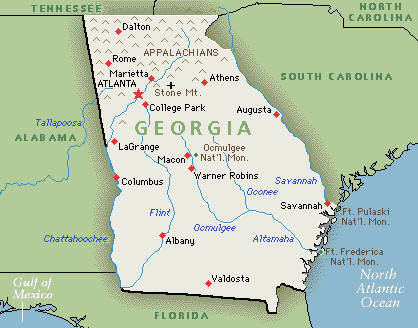 TENNESSEE
NORTH
CAROLINA
Dalton
APPALACHIANS
Rome
Marietta
ATLANTA
Athens
Stone Mt.
SOUTH CAROLINA
College Park
Tallapoosa
Augusta
GEORGIA
ALABAMA
LaGrange
Ocmulgee
Nat'l. Mon.
Macon
Warner Robins
Columbus
Savannah
Oconee
Savannah
Ft. Pulaski
Nat'l. Mon.
Flint
Ocmulgee
Chattahoochee
Albany
Altamaha
Ft. Frederica
Nat'l. Mon.
Valdosta
Gulf of
Mexico
North
Atlantic
Ocean
FLORIDA